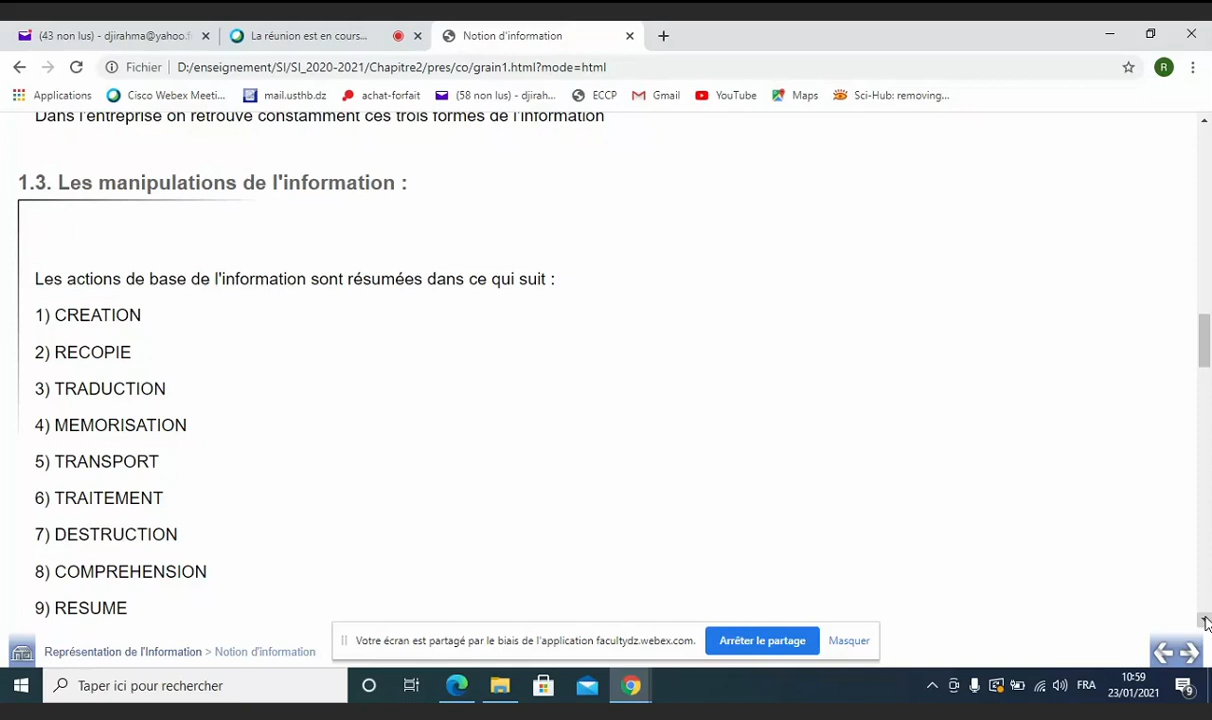 (43 non lus) - djirahma@yahoo.f
La réunion est en cours...
Notion d'information
Fichier
D:/enseignement/SI/SI_2020-2021/Chapitre2/pres/co/grain1.html?mode=html
R
Applications
Cisco Webex Meeti...
mail.usthb.dz
achat-forfait
(58 non lus) - djirah...
ECCP
Gmail
YouTube
Maps
Sci-Hub: removing...
Dans l'entreprise on retrouve constamment ces trois formes de l'information
1.3. Les manipulations de l'information :
Les actions de base de l'information sont résumées dans ce qui suit :
1) CREATION
2) RECOPIE
3) TRADUCTION
4) MEMORISATION
5) TRANSPORT
6) TRAITEMENT
7) DESTRUCTION
8) COMPREHENSION
9) RESUME
Votre écran est partagé par le biais de l'application facultydz.webex.com.
Arrêter le partage
Masquer
Représentation de l'Information > Notion d'information
Taper ici pour rechercher
FRA
10:59
23/01/2021
9